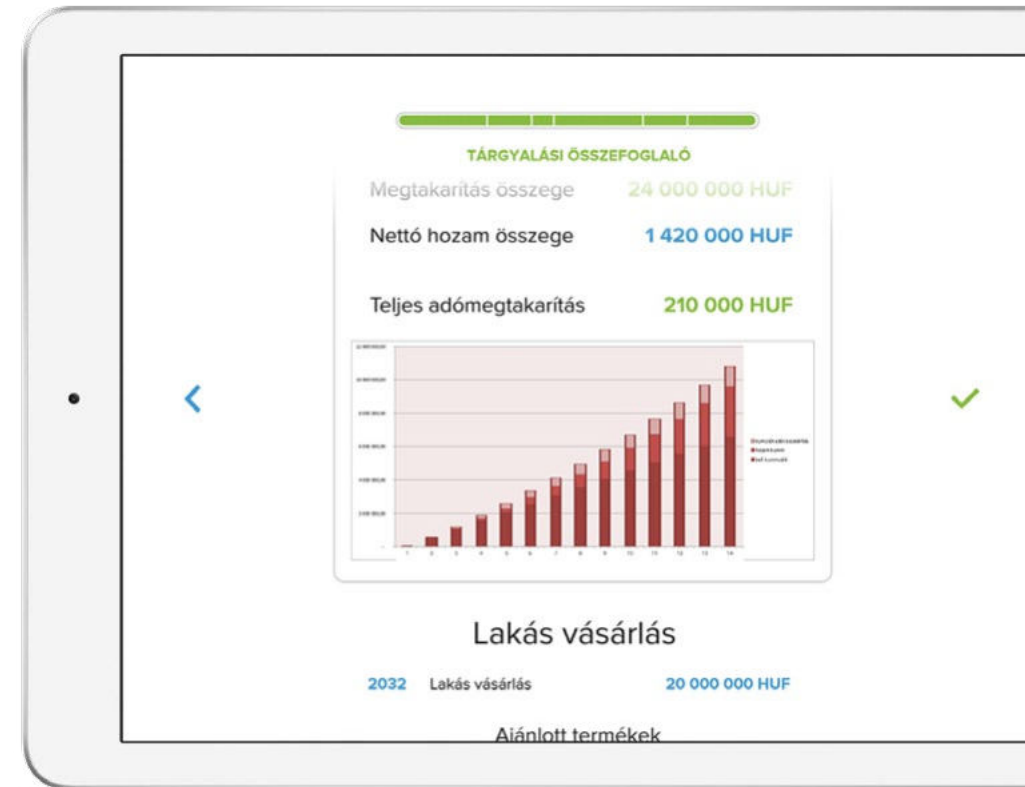 TÁRGYALÁSI ÖSSZEFOGLALÓ
Megtakarítás összege 24 000 000 HUF
Nettó hozam összege 1 420 000 HUF
Teljes adómegtakarítás 210 000 HUF
1 2 3 4 5 6 7 8 9 10 11 12 13 14
Lakás vásárlás
2032 Lakás vásárlás 20 000 000 HUF
Ajánlott termékek